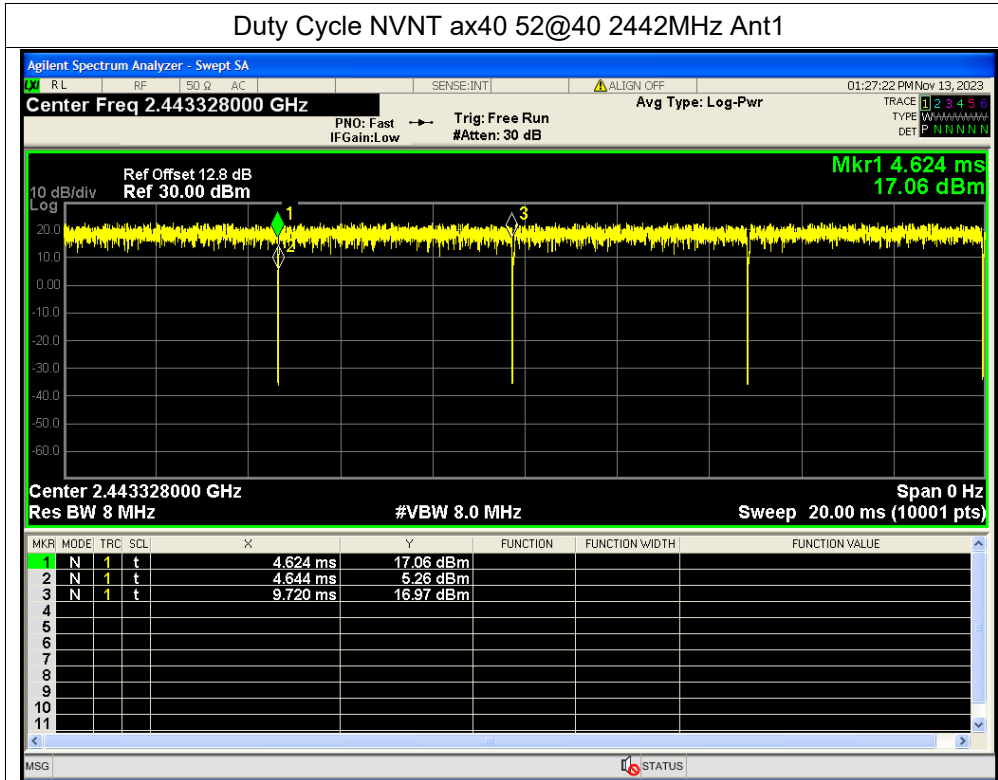 Duty Cycle NVNT ax40 52@40 2442MHz Ant1
Agilent Spectrum Analyzer - Swept SA
LXI RL RF 50 Ω AC SENSE:INT ALIGN OFF 01:27:22 PM Nov 13, 2023
Center Freq 2.443328000 GHz Avg Type: Log-Pwr TRACE 1 2 3 4 5 6
PNO: Fast Trig: Free Run TYPE WWWWWW
IFGain:Low #Atten: 30 dB DET P N N N N N
Mkr1 4.624 ms
Ref Offset 12.8 dB
10 dB/div Ref 30.00 dBm 17.06 dBm
Log
1
3
20.0
2
10.0
0.00
-10.0
-20.0
-30.0
-40.0
-50.0
-60.0
Center 2.443328000 GHz Span 0 Hz
Res BW 8 MHz #VBW 8.0 MHz Sweep 20.00 ms (10001 pts)
MKR MODE TRC SCL X Y FUNCTION FUNCTION WIDTH FUNCTION VALUE
1 N 1 t 4.624 ms 17.06 dBm
2 N 1 t 4.644 ms 5.26 dBm
3 N 1 t 9.720 ms 16.97 dBm
4
5
6
7
8
9
10
11
MSG STATUS